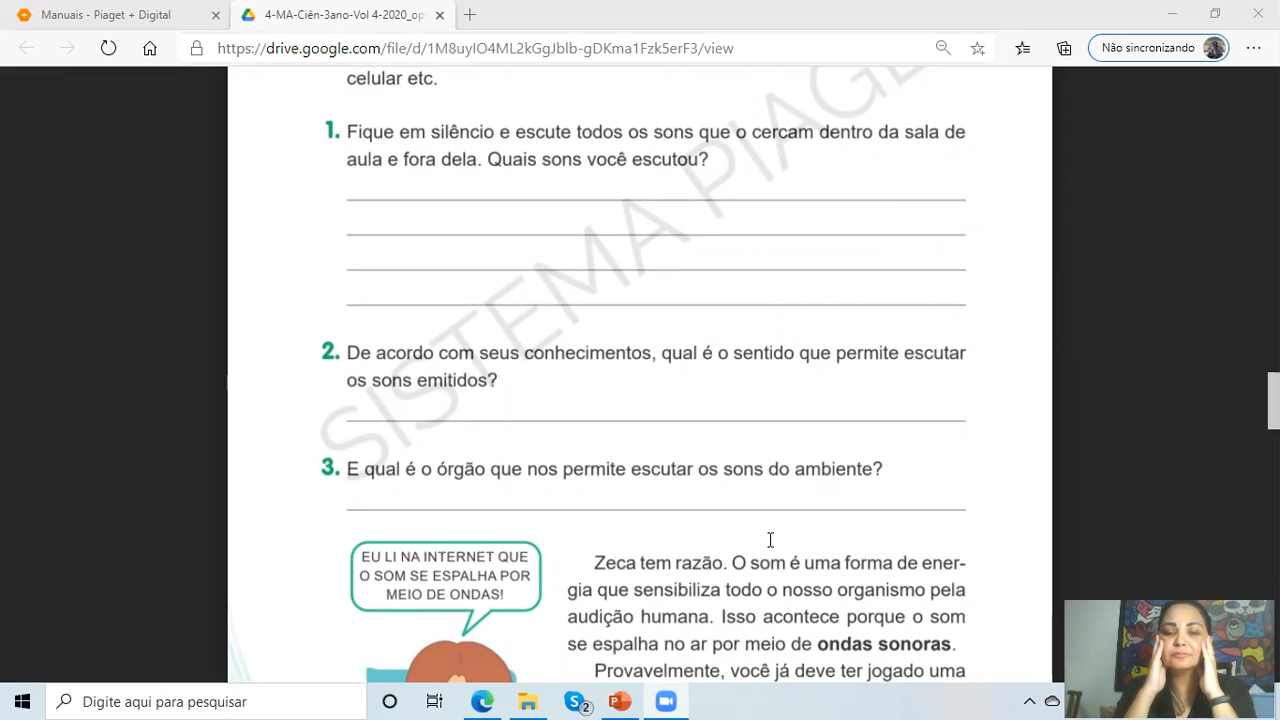 Manuais - Piaget + Digital
4-MA-Ciên-3ano-Vol 4-2020_op
https://drive.google.com/file/d/1M8uyIO4ML2kGgJblb-gDKma1Fzk5erF3/view
Não sincronizando
celular etc.
1. Fique em silêncio e escute todos os sons que o cercam dentro da sala de
aula e fora dela. Quais sons você escutou?
2. De acordo com seus conhecimentos, qual é o sentido que permite escutar
os sons emitidos?
3. E qual é o órgão que nos permite escutar os sons do ambiente?
EU LI NA INTERNET QUE
O SOM SE ESPALHA POR
MEIO DE ONDAS!
Zeca tem razão. O som é uma forma de ener-
gia que sensibiliza todo o nosso organismo pela
audição humana. Isso acontece porque o som
se espalha no ar por meio de ondas sonoras.
Provavelmente, você já deve ter jogado uma
SISTEMA PIAGE
Digite aqui para pesquisar
2